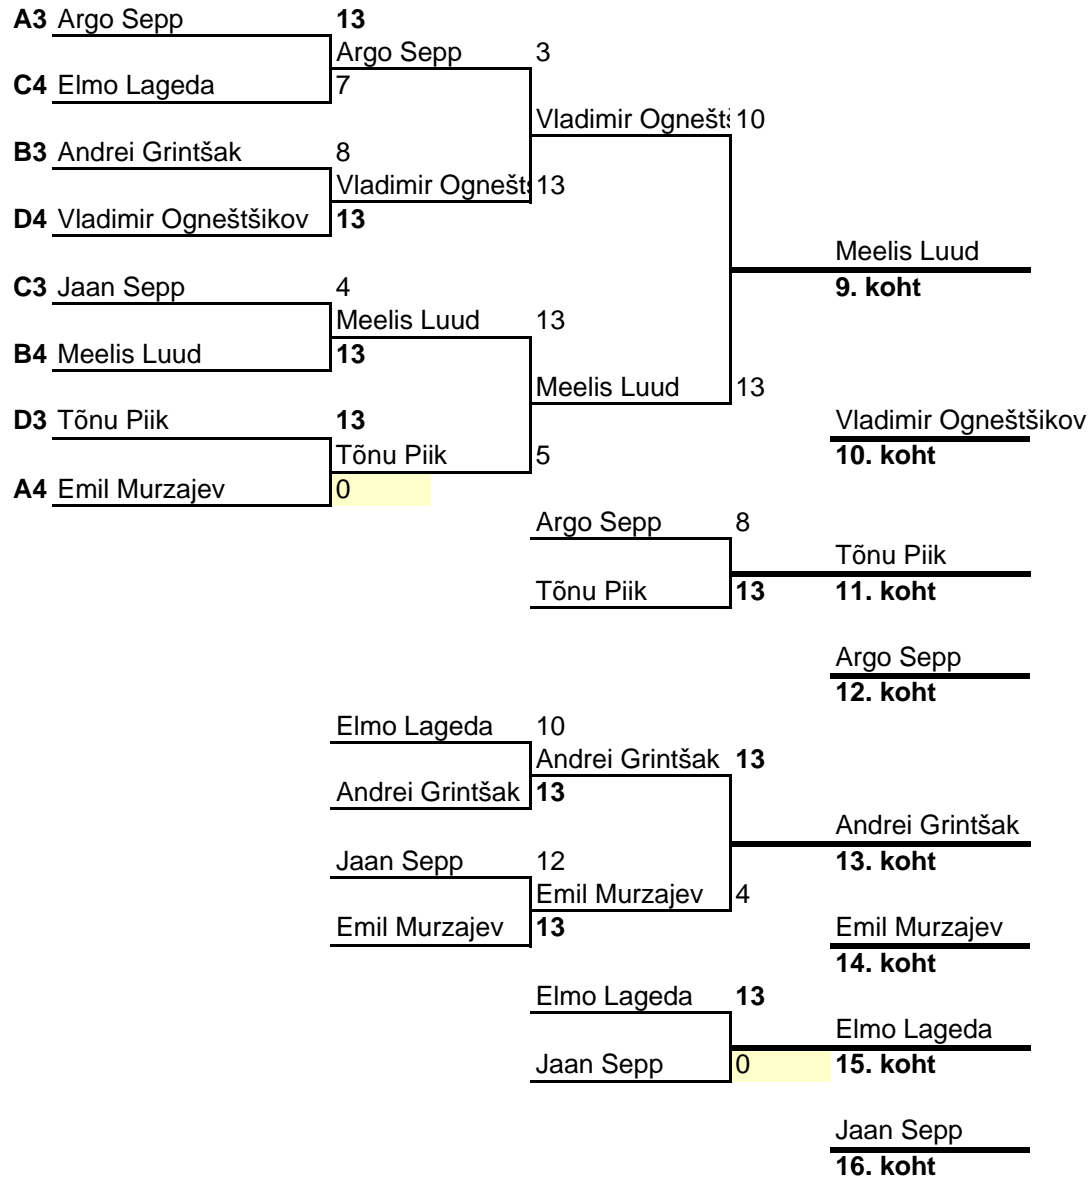 A3 Argo Sepp 13
Argo Sepp 3
C4 Elmo Lageda 7
Vladimir Ognešts 10
B3 Andrei Grintšak 8
Vladimir Ognešts 13
D4 Vladimir Ogneštšikov 13
Meelis Luud
C3 Jaan Sepp 4 9. koht
Meelis Luud 13
B4 Meelis Luud 13
Meelis Luud 13
D3 Tõnu Piik 13 Vladimir Ogneštšikov
Tõnu Piik 5 10. koht
A4 Emil Murzajev 0
Argo Sepp 8
Tõnu Piik
Tõnu Piik 13 11. koht
Argo Sepp
12. koht
Elmo Lageda 10
Andrei Grintšak 13
Andrei Grintšak 13
Andrei Grintšak
Jaan Sepp 12 13. koht
Emil Murzajev 4
Emil Murzajev 13 Emil Murzajev
14. koht
Elmo Lageda 13
Elmo Lageda
Jaan Sepp 0 15. koht
Jaan Sepp
16. koht